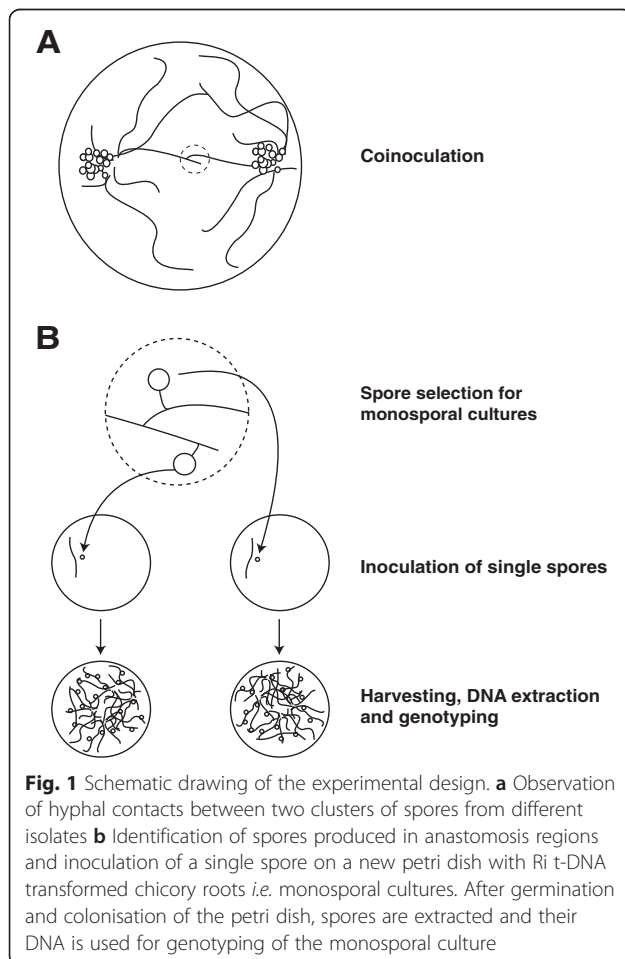 A
Coinoculation
B
Spore selection for
monosporal cultures
Inoculation of single spores
Harvesting, DNA extraction
and genotyping
Fig. 1 Schematic drawing of the experimental design. a Observation
of hyphal contacts between two clusters of spores from different
isolates b Identification of spores produced in anastomosis regions
and inoculation of a single spore on a new petri dish with Ri t-DNA
transformed chicory roots i.e. monosporal cultures. After germination
and colonisation of the petri dish, spores are extracted and their
DNA is used for genotyping of the monosporal culture